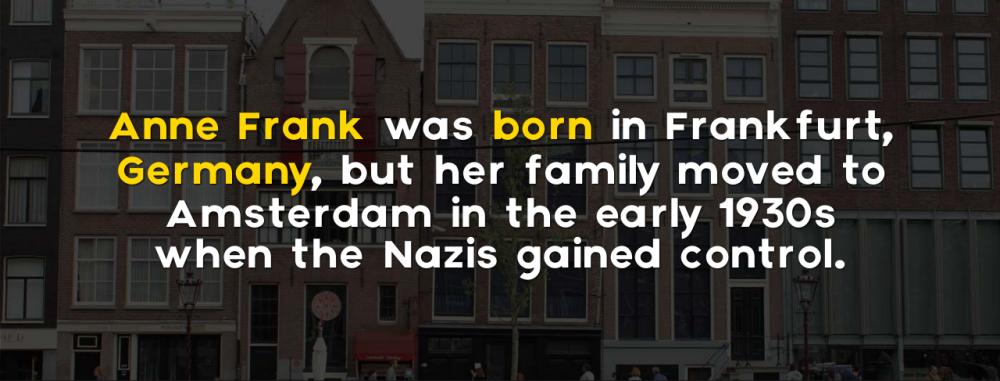 Anne Frank was born in Frankfurt,
Germany, but her family moved to
Amsterdam in the early 1930s
when the Nazis gained control.